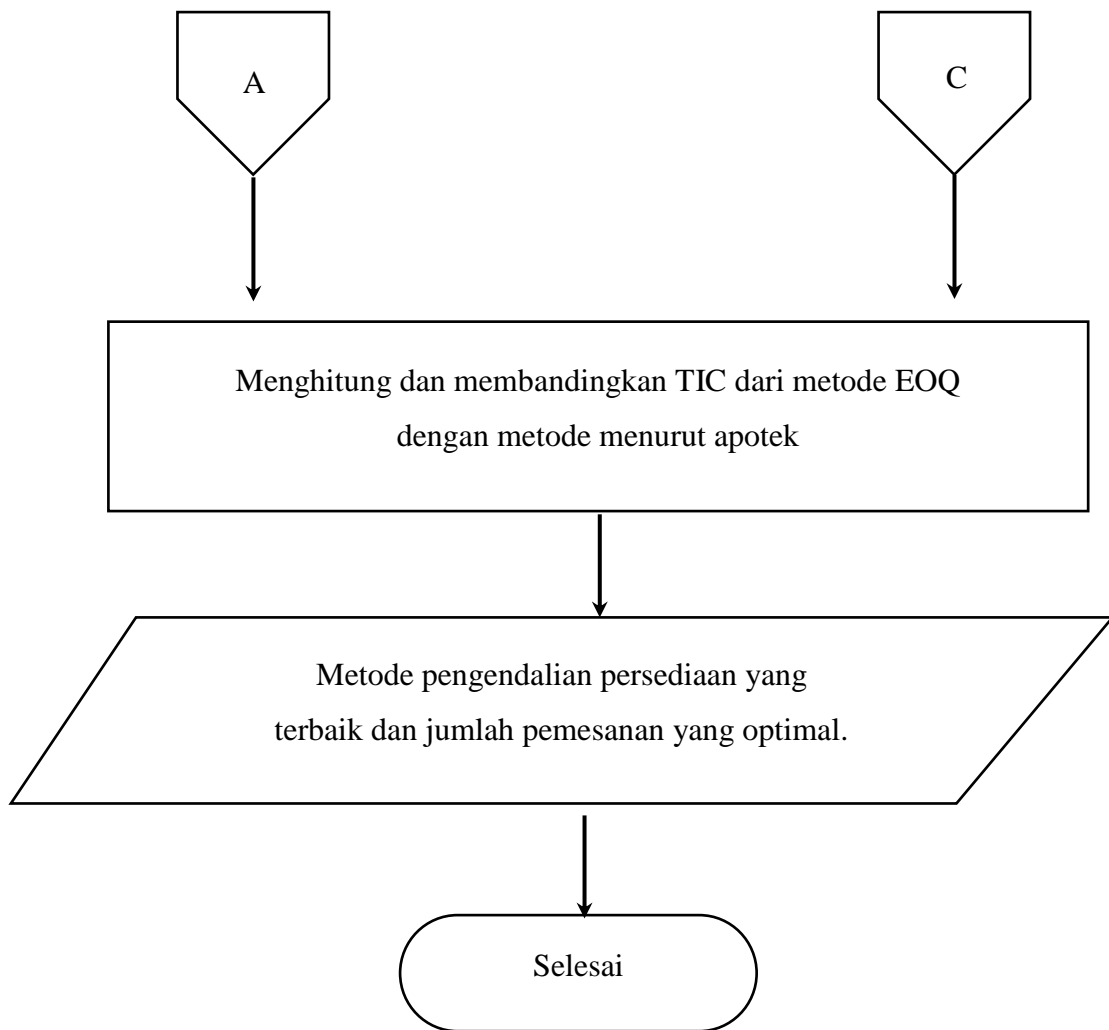 A
C
Menghitung dan membandingkan TIC dari metode EOQ
dengan metode menurut apotek
Metode pengendalian persediaan yang
terbaik dan jumlah pemesanan yang optimal.
Selesai